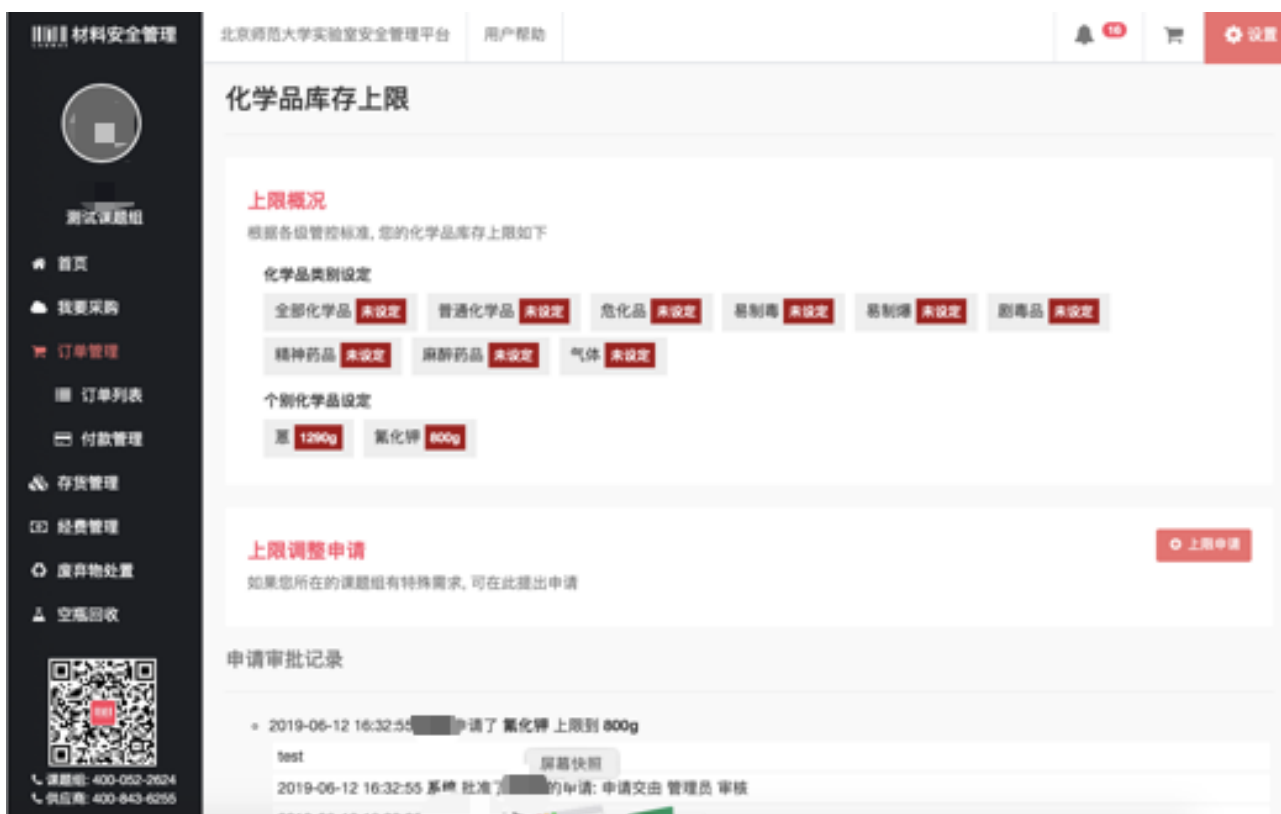 材料安全管理
北京师范大学实验室安全管理平台 用户帮助 16 设置
化学品库存上限
测试课题组
首页
我要采购
订单管理
订单列表
付款管理
存货管理
经费管理
废弃物处置
空瓶回收
课题组: 400-052-2624
供应商: 400-843-6255
上限概况
根据各级管控标准, 您的化学品库存上限如下
化学品类别设定
全部化学品 未设定 普通化学品 未设定 危化品 未设定 易制毒 未设定 易制爆 未设定 剧毒品 未设定
精神药品 未设定 麻醉药品 未设定 气体 未设定
个别化学品设定
1290g 氟化钾 800g
上限调整申请
上限申请
如果您所在的课题组有特殊需求, 可在此提出申请
申请审批记录
2019-06-12 16:32:55 申请了 氟化钾 上限到 800g
test
屏幕快照
2019-06-12 16:32:55 系统 批准了 的申请: 申请交由 管理员 审核